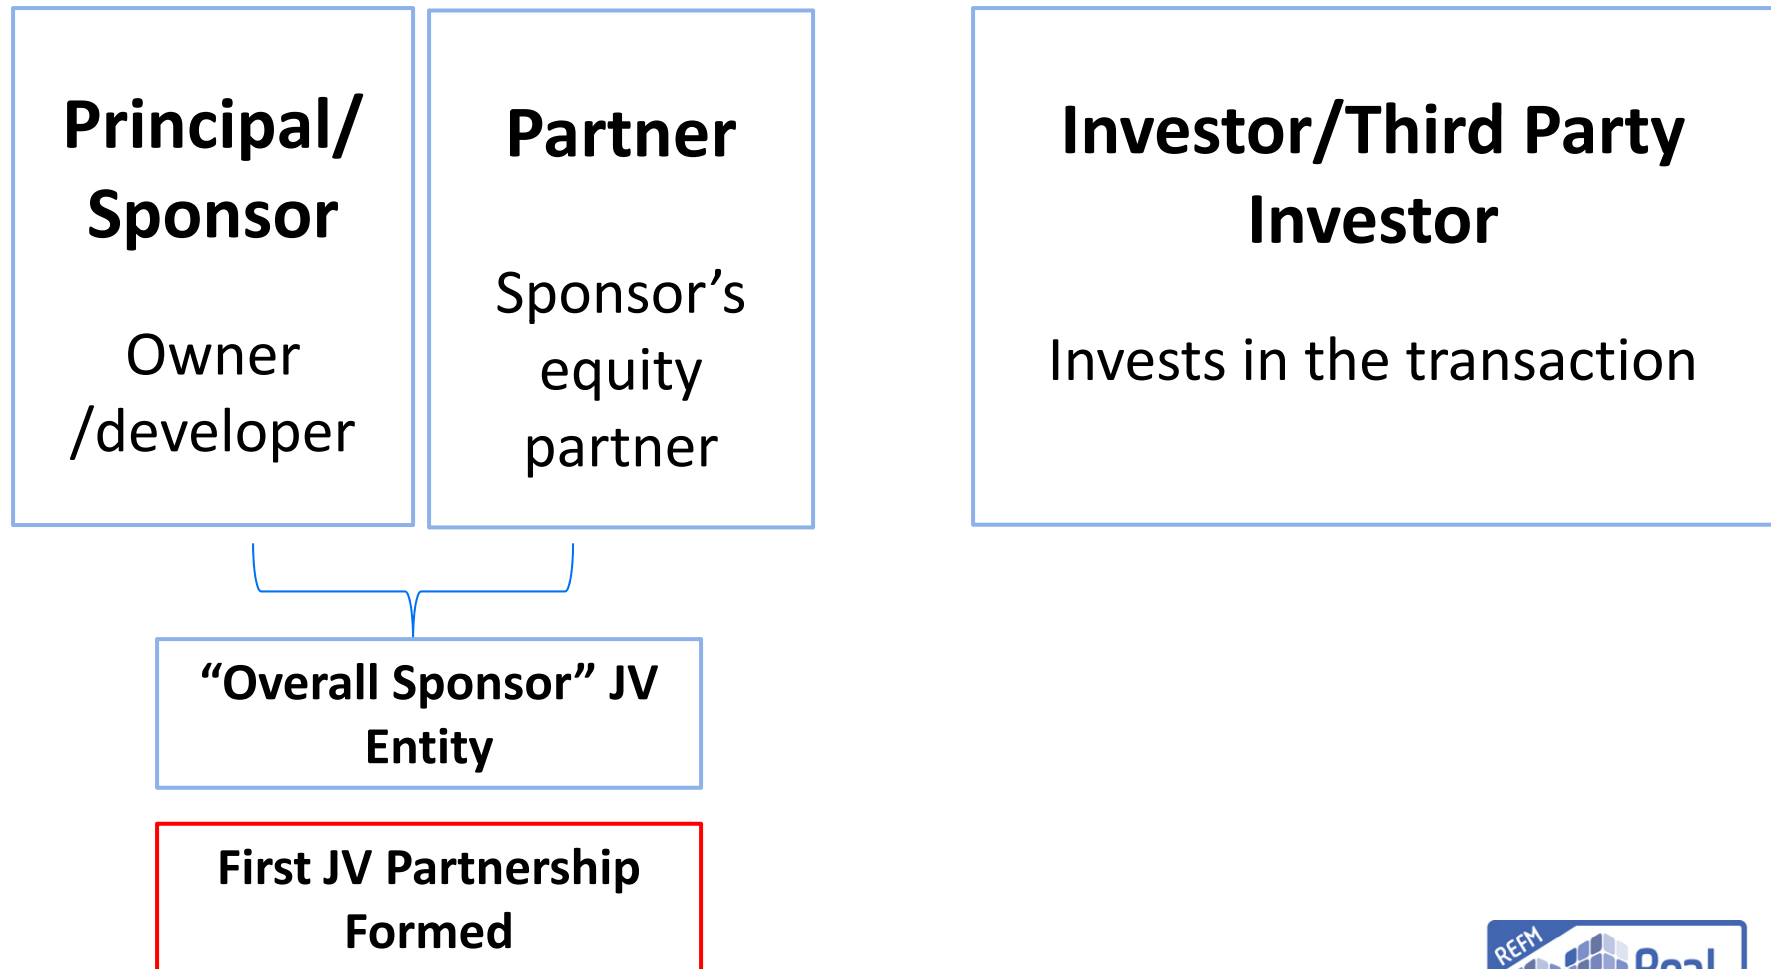 Principal/
Sponsor
Owner
/developer
Partner
Sponsor’s
equity
partner
Investor/Third Party
Investor
Invests in the transaction
“Overall Sponsor” JV
Entity
First JV Partnership
Formed
REFM
Real